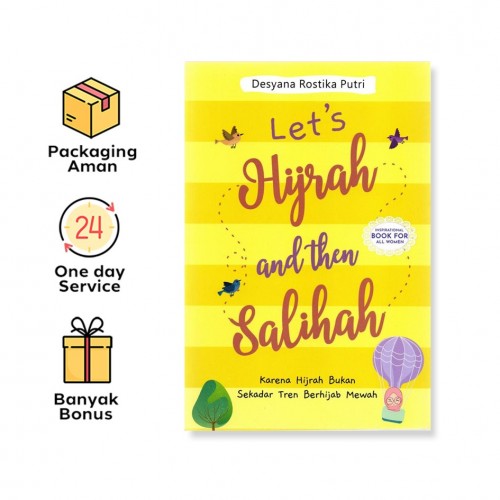 Packaging
Aman
24
One day
Service
Banyak
Bonus
Desyana Rostika Putri
Let's
Hijrah
and then
Salihah
INSPIRATIONAL
BOOK FOR
ALL WOMEN
Karena Hijrah Bukan
Sekadar Tren Berhijab Mewah